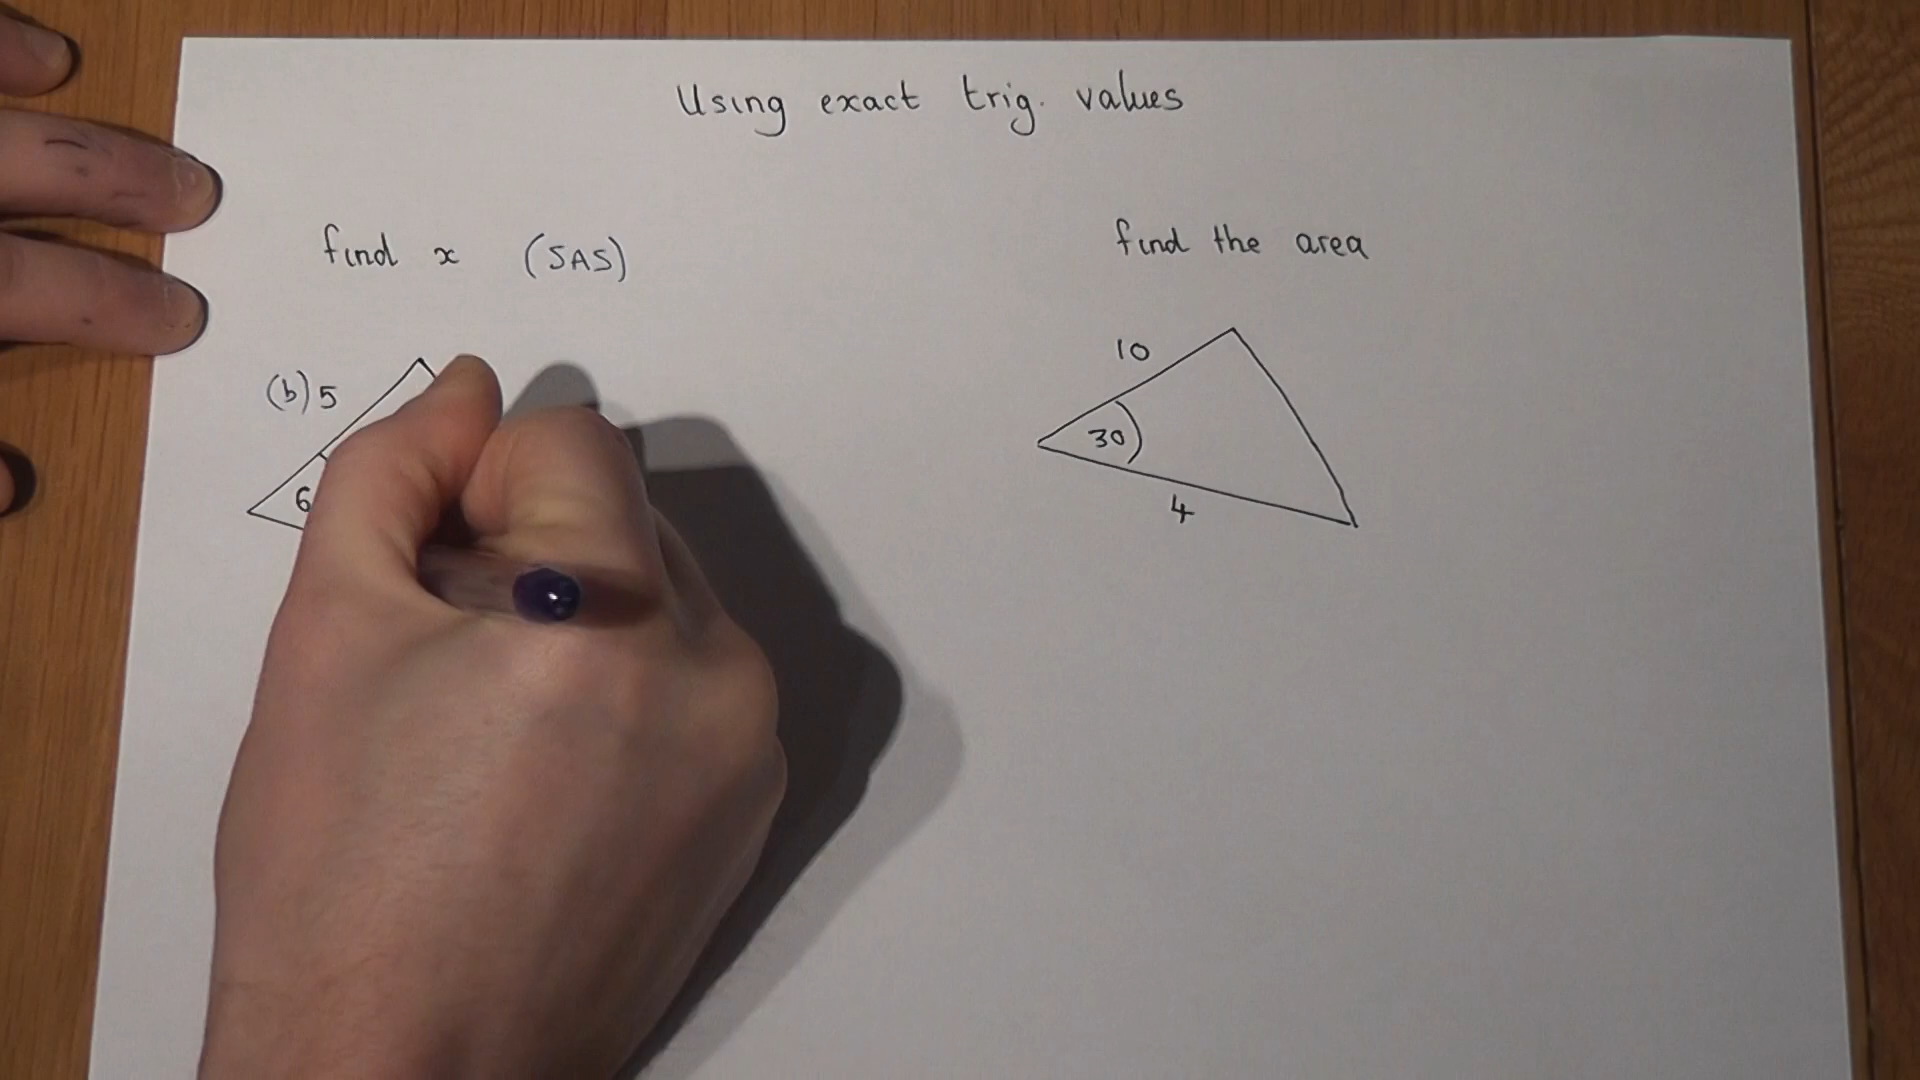 Using exact trig. values
find x (SAS)
find the area
(b) 5
6
10
30
4